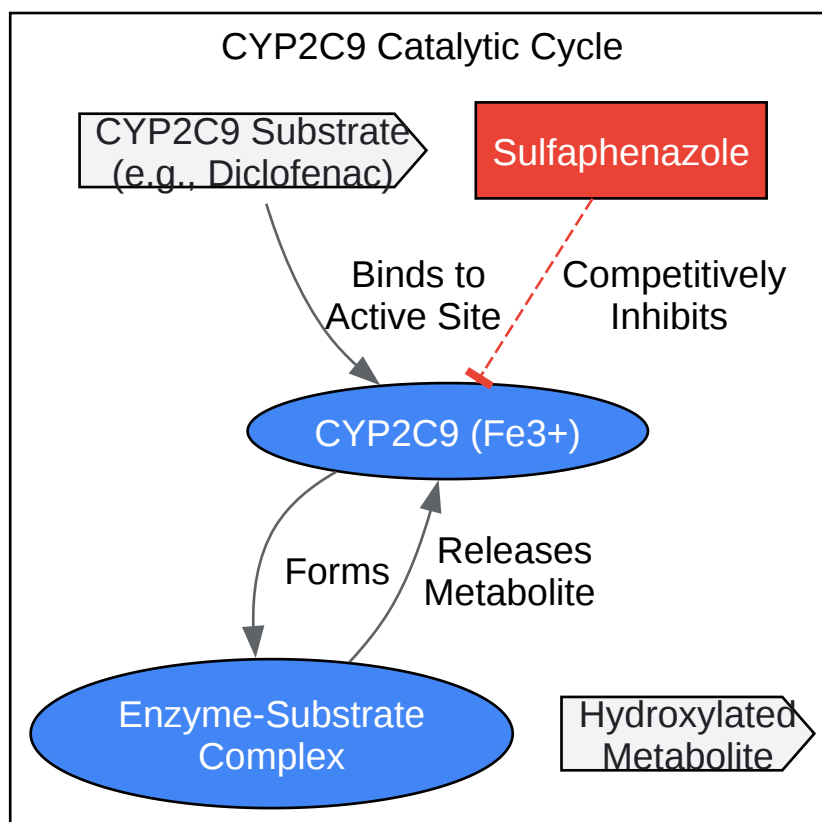 CYP2C9 Catalytic Cycle
CYP2C9 Substrate
(e.g., Diclofenac)
Sulfaphenazole
Binds to
Active Site
Competitively
Inhibits
CYP2C9 (Fe3+)
Forms
Releases
Metabolite
Enzyme-Substrate
Complex
Hydroxylated
Metabolite